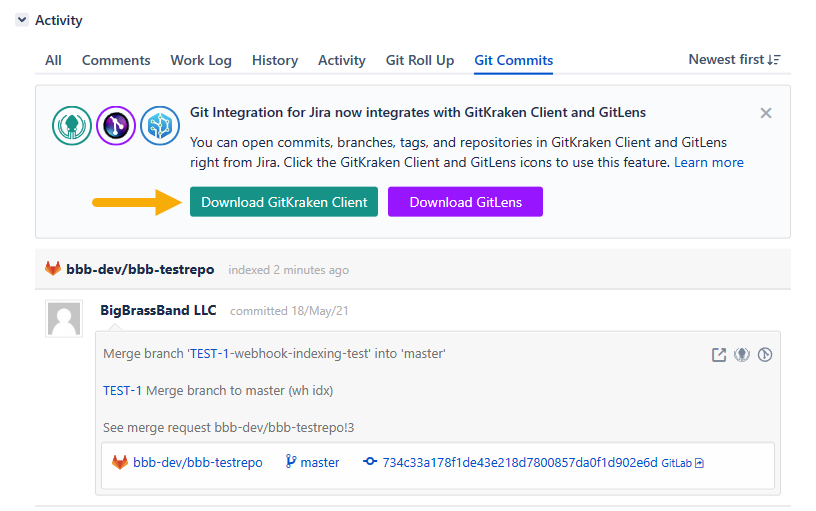 Activity
All Comments Work Log History Activity Git Roll Up Git Commits Newest first
Git Integration for Jira now integrates with GitKraken Client and GitLens
You can open commits, branches, tags, and repositories in GitKraken Client and GitLens
right from Jira. Click the GitKraken Client and GitLens icons to use this feature. Learn more
Download GitKraken Client Download GitLens
bbb-dev/bbb-testrepo indexed 2 minutes ago
BigBrassBand LLC committed 18/May/21
Merge branch 'TEST-1-webhook-indexing-test' into 'master'
TEST-1 Merge branch to master (wh idx)
See merge request bbb-dev/bbb-testrepo!3
bbb-dev/bbb-testrepo master 734c33a178f1de43e218d7800857da0f1d902e6d GitLab